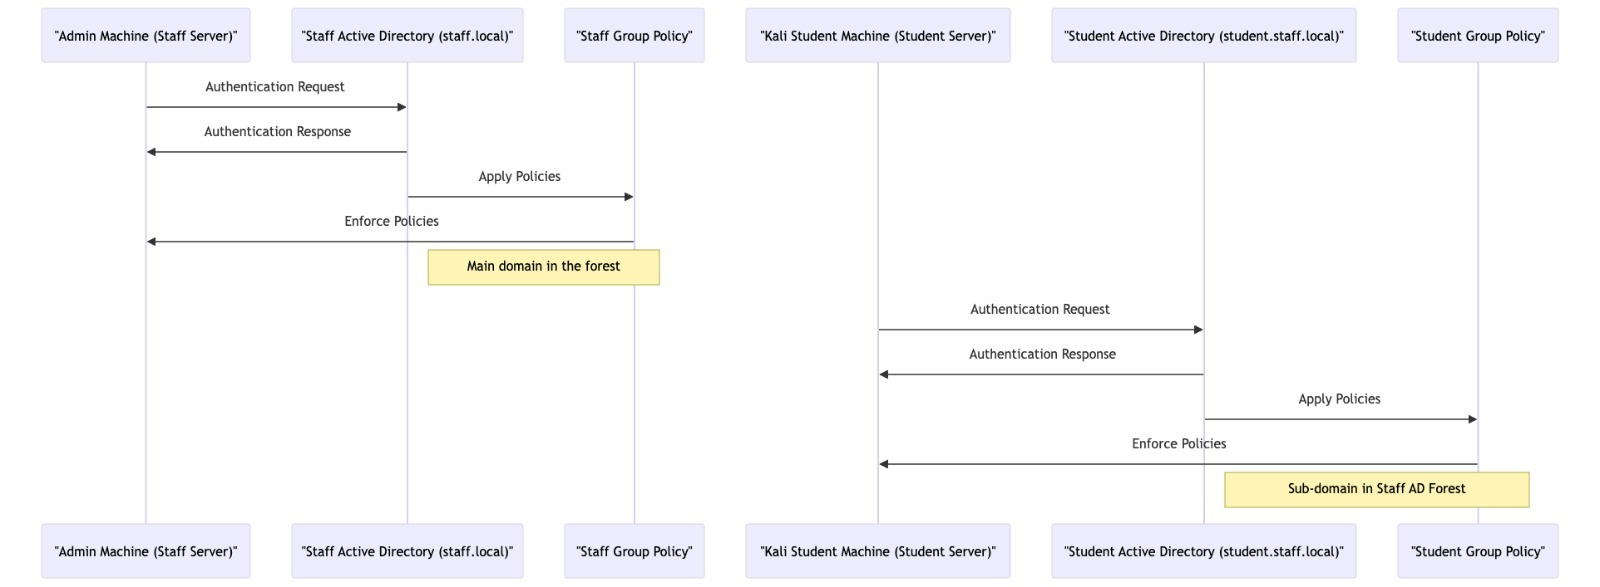 "Admin Machine (Staff Server)"
"Staff Active Directory (staff.local)"
"Staff Group Policy"
"Kali Student Machine (Student Server)"
"Student Active Directory (student.staff.local)"
"Student Group Policy"
Authentication Request
Authentication Response
Apply Policies
Enforce Policies
Main domain in the forest
Authentication Request
Authentication Response
Apply Policies
Enforce Policies
Sub-domain in Staff AD Forest
"Admin Machine (Staff Server)"
"Staff Active Directory (staff.local)"
"Staff Group Policy"
"Kali Student Machine (Student Server)"
"Student Active Directory (student.staff.local)"
"Student Group Policy"